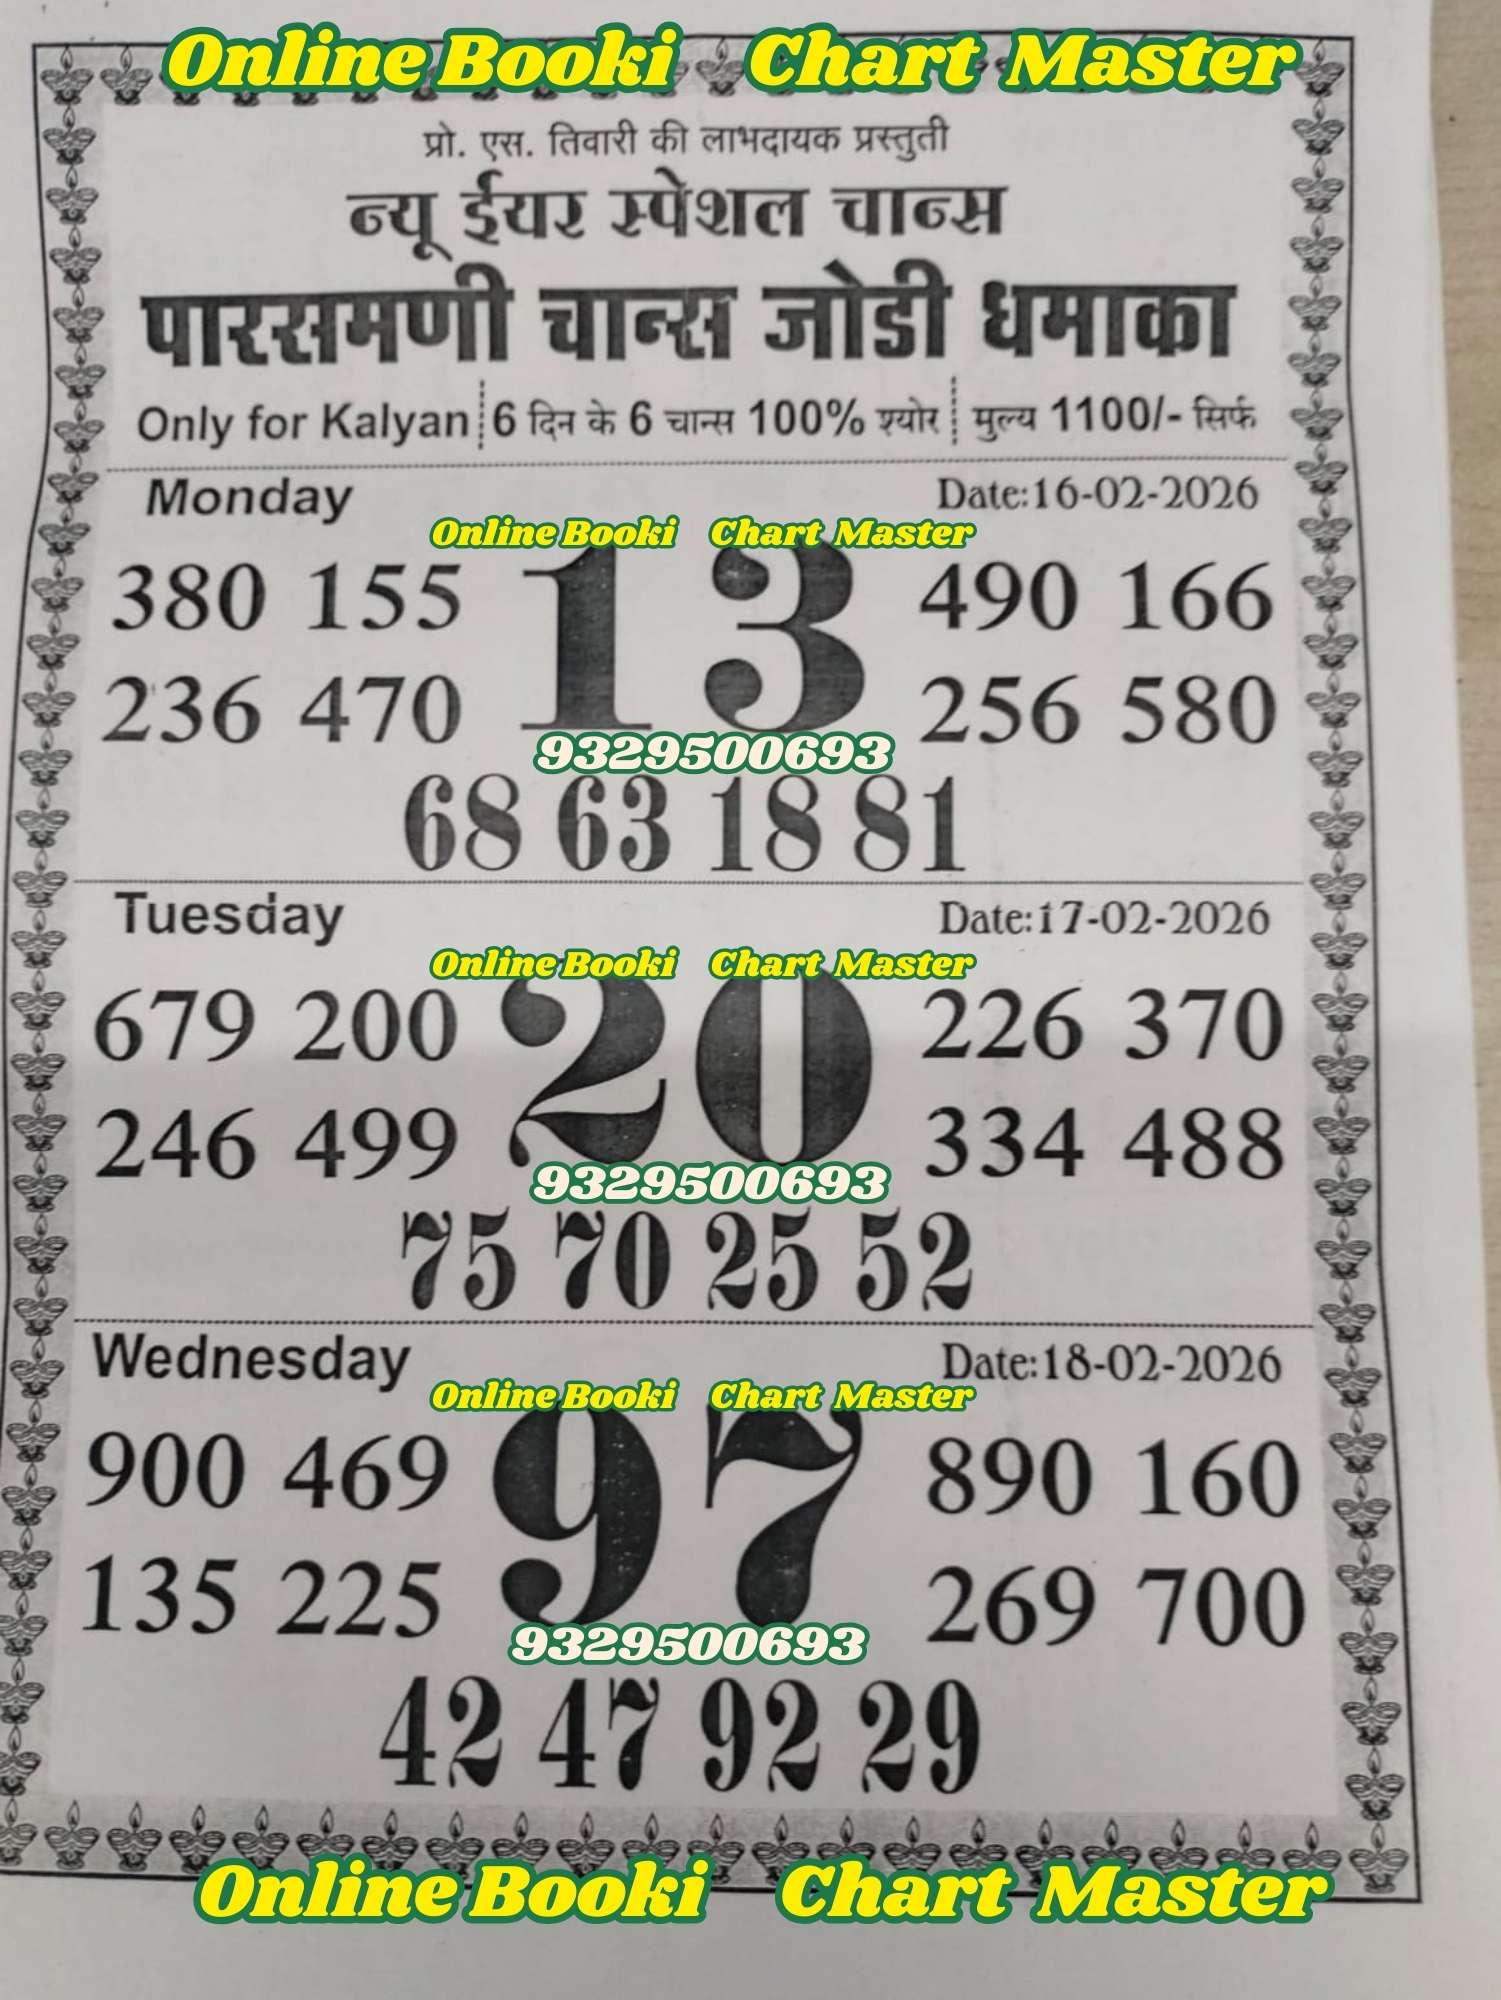 Online Booki Chart Master
प्रो. एस. तिवारी की लाभदायक प्रस्तुती
न्यू ईयर स्पेशल चान्स
पारसमणी चान्स जोडी धमाका
Only for Kalyan 6 दिन के 6 चान्स 100% श्योर मुल्य 1100/- सिर्फ
Monday Date:16-02-2026
Online Booki Chart Master
380 155 13 490 166
236 470 256 580
9329500693
68 63 18 81
Tuesday Date:17-02-2026
Online Booki Chart Master
679 200 20 226 370
246 499 334 488
9329500693
75 70 25 52
Wednesday Date:18-02-2026
Online Booki Chart Master
900 469 97 890 160
135 225 269 700
9329500693
42 47 92 29
Online Booki Chart Master